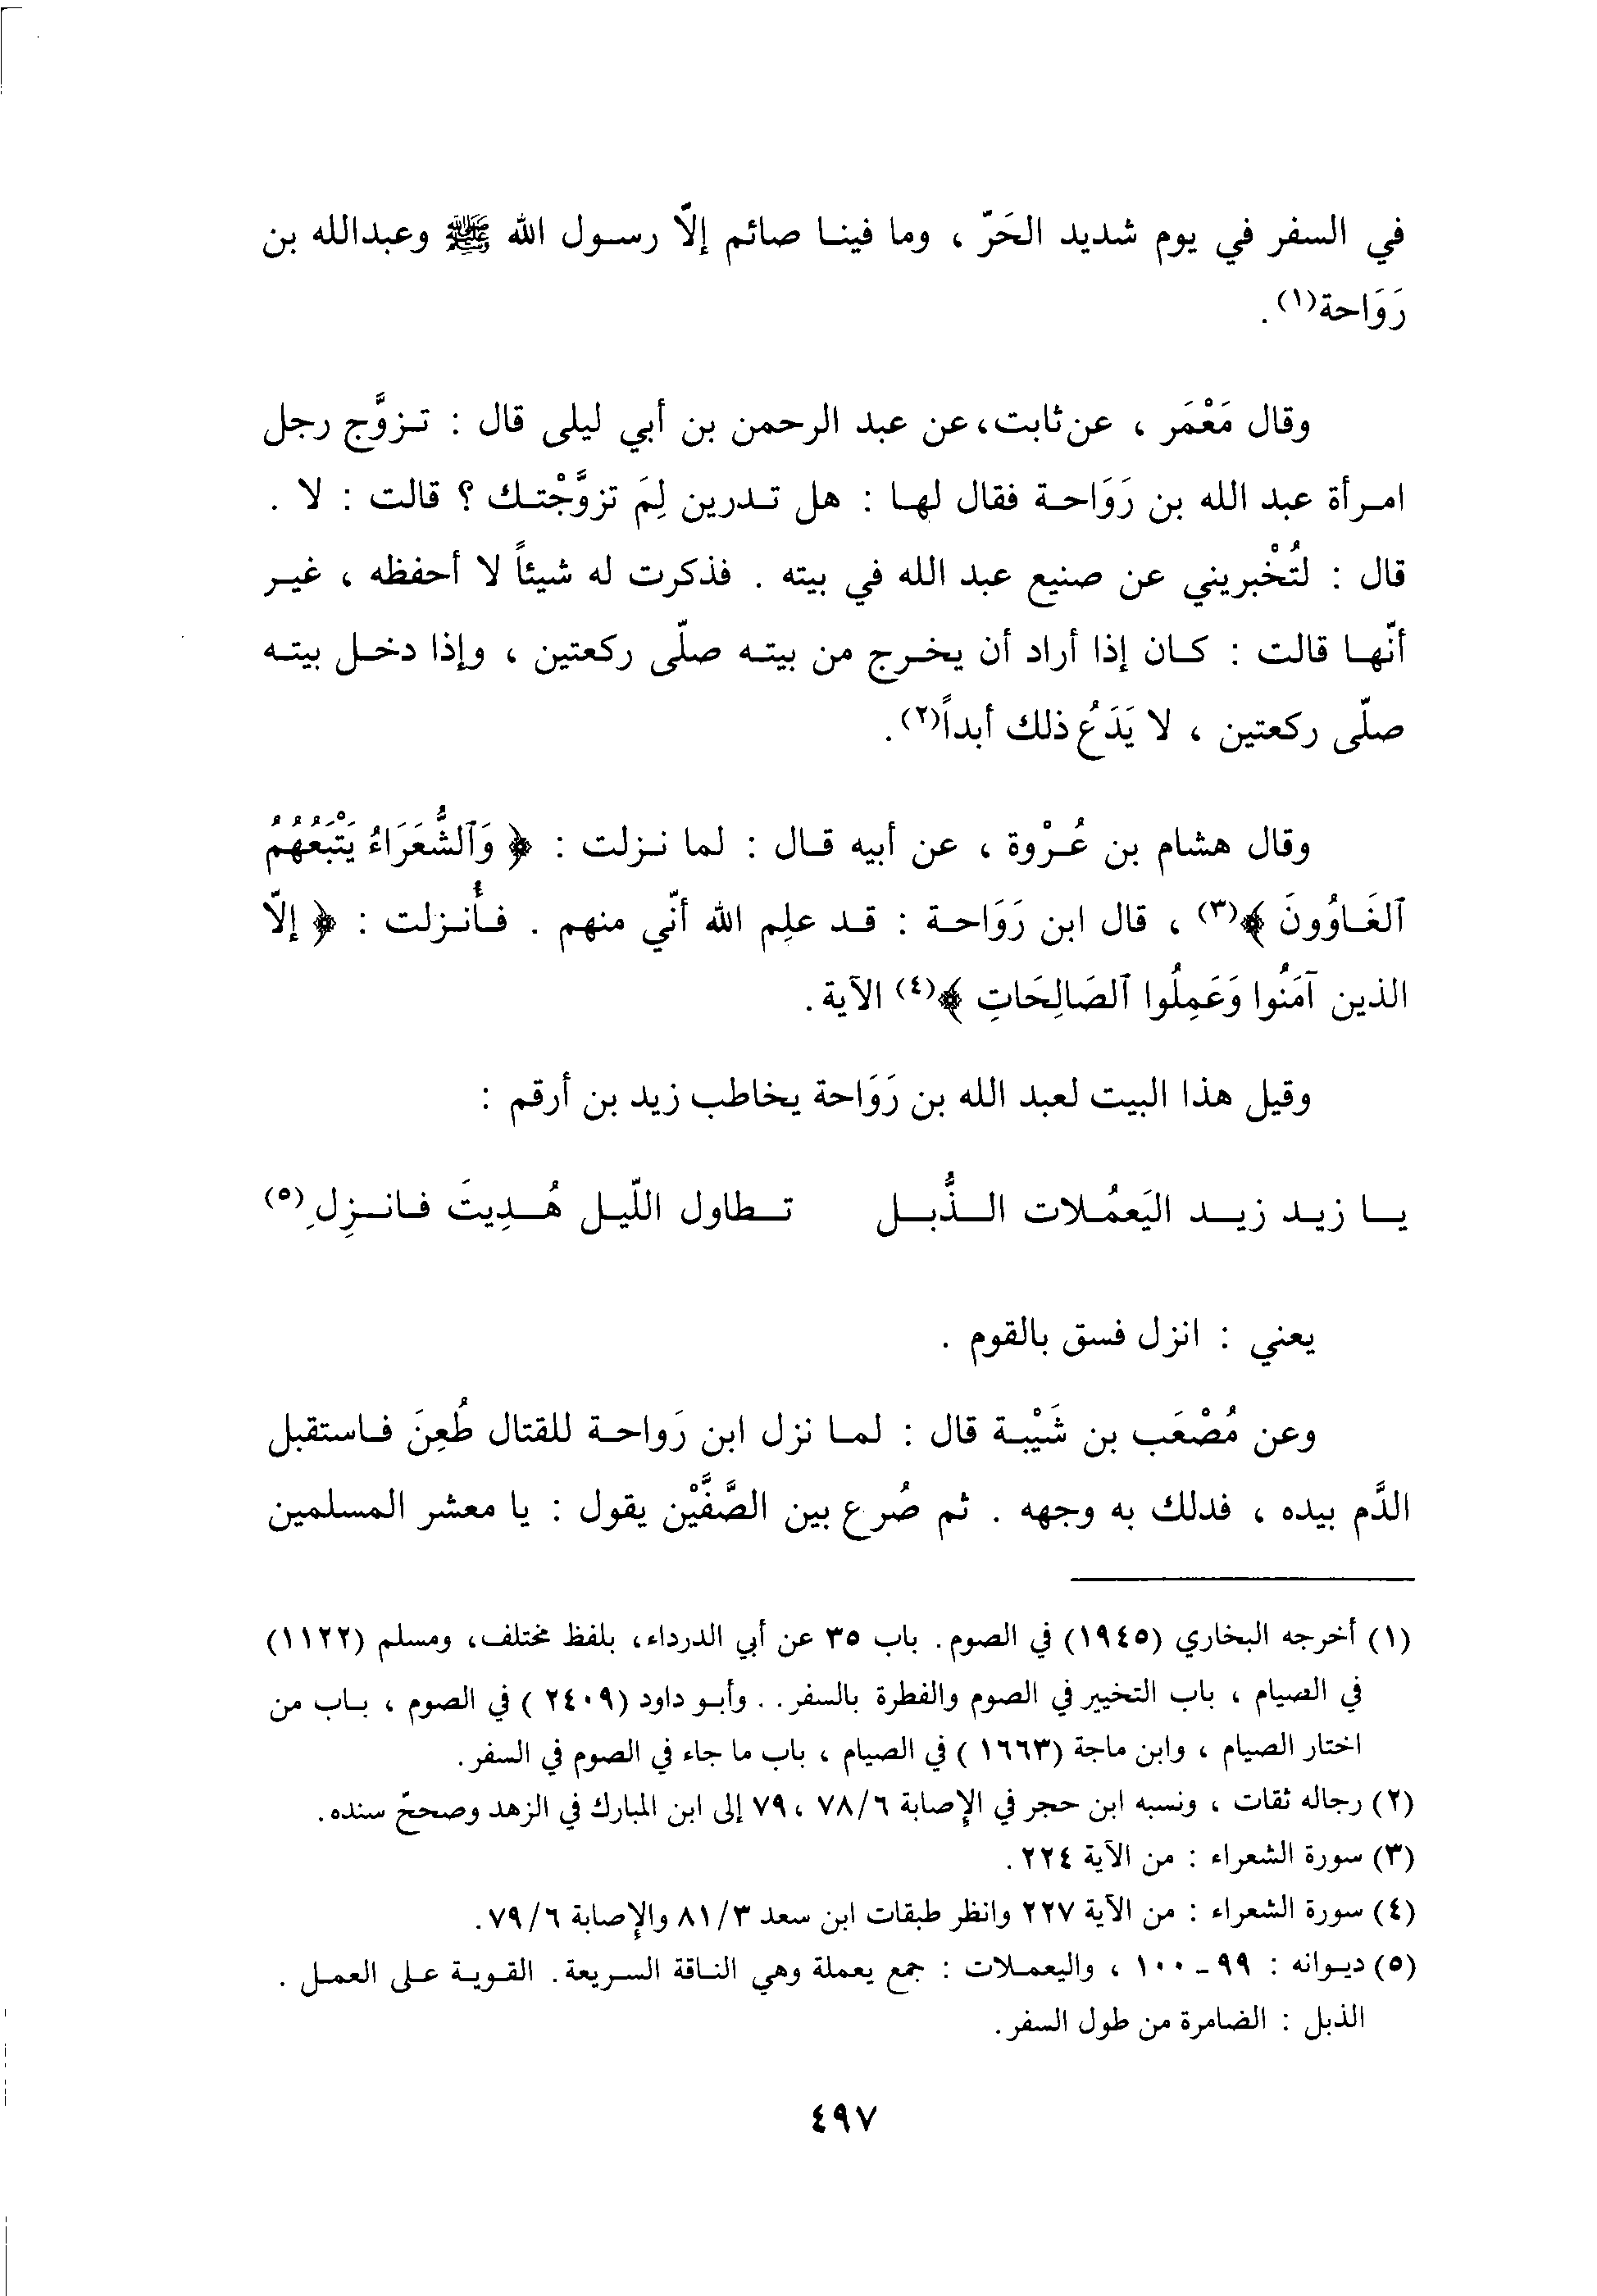 في السفر في يوم شديد الحَرّ ، وما فينا صائم إلّا رسول الله ﷺ وعبدالله بن
رَوَاحة(١) .
وقال مَعْمَر ، عن ثابت، عن عبد الرحمن بن أبي ليلى قال : تزوَّج رجل
امرأة عبد الله بن رَوَاحة فقال لها : هل تدرين لِمَ تزوَّجْتك ؟ قالت : لا .
قال : لتُخْبريني عن صنيع عبد الله في بيته . فذكرت له شيئاً لا أحفظه ، غير
أنّها قالت : كان إذا أراد أن يخرج من بيته صلّى ركعتين ، وإذا دخل بيته
صلّى ركعتين ، لا يَدَعُ ذلك أبداً(٢) .
وقال هشام بن عُرْوة ، عن أبيه قال : لما نزلت : ﴿ وَٱلشُّعَرَاءُ يَتْبَعُهُمُ
ٱلغَاوُونَ ﴾(٣) ، قال ابن رَوَاحة : قد علِم الله أنّي منهم . فأُنزلت : ﴿ إلّا
الذين آمَنُوا وَعَمِلُوا ٱلصَالِحَاتِ ﴾(٤) الآية .
وقيل هذا البيت لعبد الله بن رَوَاحة يخاطب زيد بن أرقم :
يا زيد زيد اليَعمُلات الذُّبل تطاول اللّيل هُدِيتَ فانزِلِ(٥)
يعني : انزل فسق بالقوم .
وعن مُصْعَب بن شَيْبة قال : لما نزل ابن رَواحة للقتال طُعِنَ فاستقبل
الدَّم بيده ، فدلك به وجهه . ثم صُرع بين الصَّفَّيْن يقول : يا معشر المسلمين
(١) أخرجه البخاري (١٩٤٥) في الصوم . باب ٣٥ عن أبي الدرداء، بلفظ مختلف، ومسلم (١١٢٢)
في الصيام ، باب التخيير في الصوم والفطرة بالسفر . . وأبو داود (٢٤٠٩ ) في الصوم ، باب من
اختار الصيام ، وابن ماجة (١٦٦٣ ) في الصيام ، باب ما جاء في الصوم في السفر .
(٢) رجاله ثقات ، ونسبه ابن حجر في الإصابة ٧٨/٦ ، ٧٩ إلى ابن المبارك في الزهد وصححّ سنده .
(٣) سورة الشعراء : من الآية ٢٢٤ .
(٤) سورة الشعراء : من الآية ٢٢٧ وانظر طبقات ابن سعد ٨١/٣ والإصابة ٧٩/٦ .
(٥) ديوانه : ٩٩ - ١٠٠ ، واليعملات : جمع يعملة وهي الناقة السريعة . القوية على العمل .
الذبل : الضامرة من طول السفر .
٤٩٧